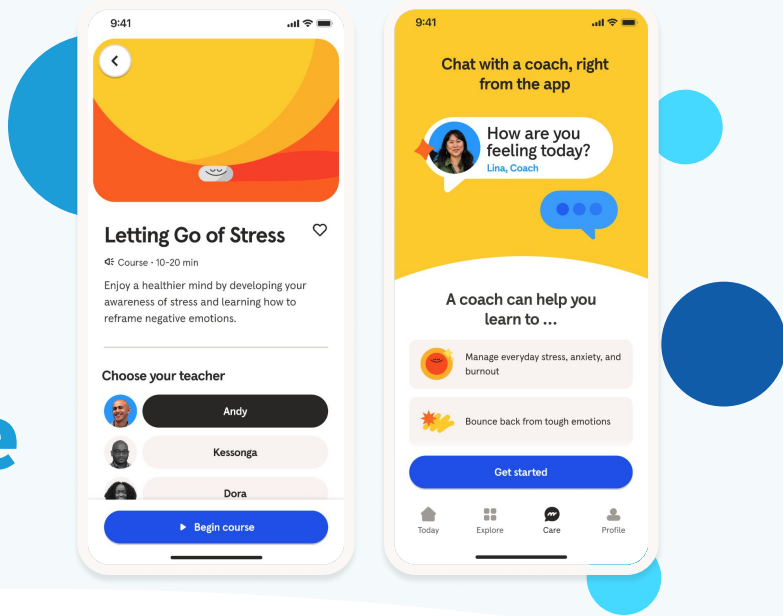 9:41
Letting Go of Stress
Course • 10-20 min
Enjoy a healthier mind by developing your
awareness of stress and learning how to
reframe negative emotions.
Choose your teacher
Andy
Kessonga
Dora
Begin course
9:41
Chat with a coach, right
from the app
How are you
feeling today?
Lina, Coach
A coach can help you
learn to ...
Manage everyday stress, anxiety, and
burnout
Bounce back from tough emotions
Get started
Today Explore Care Profile
e